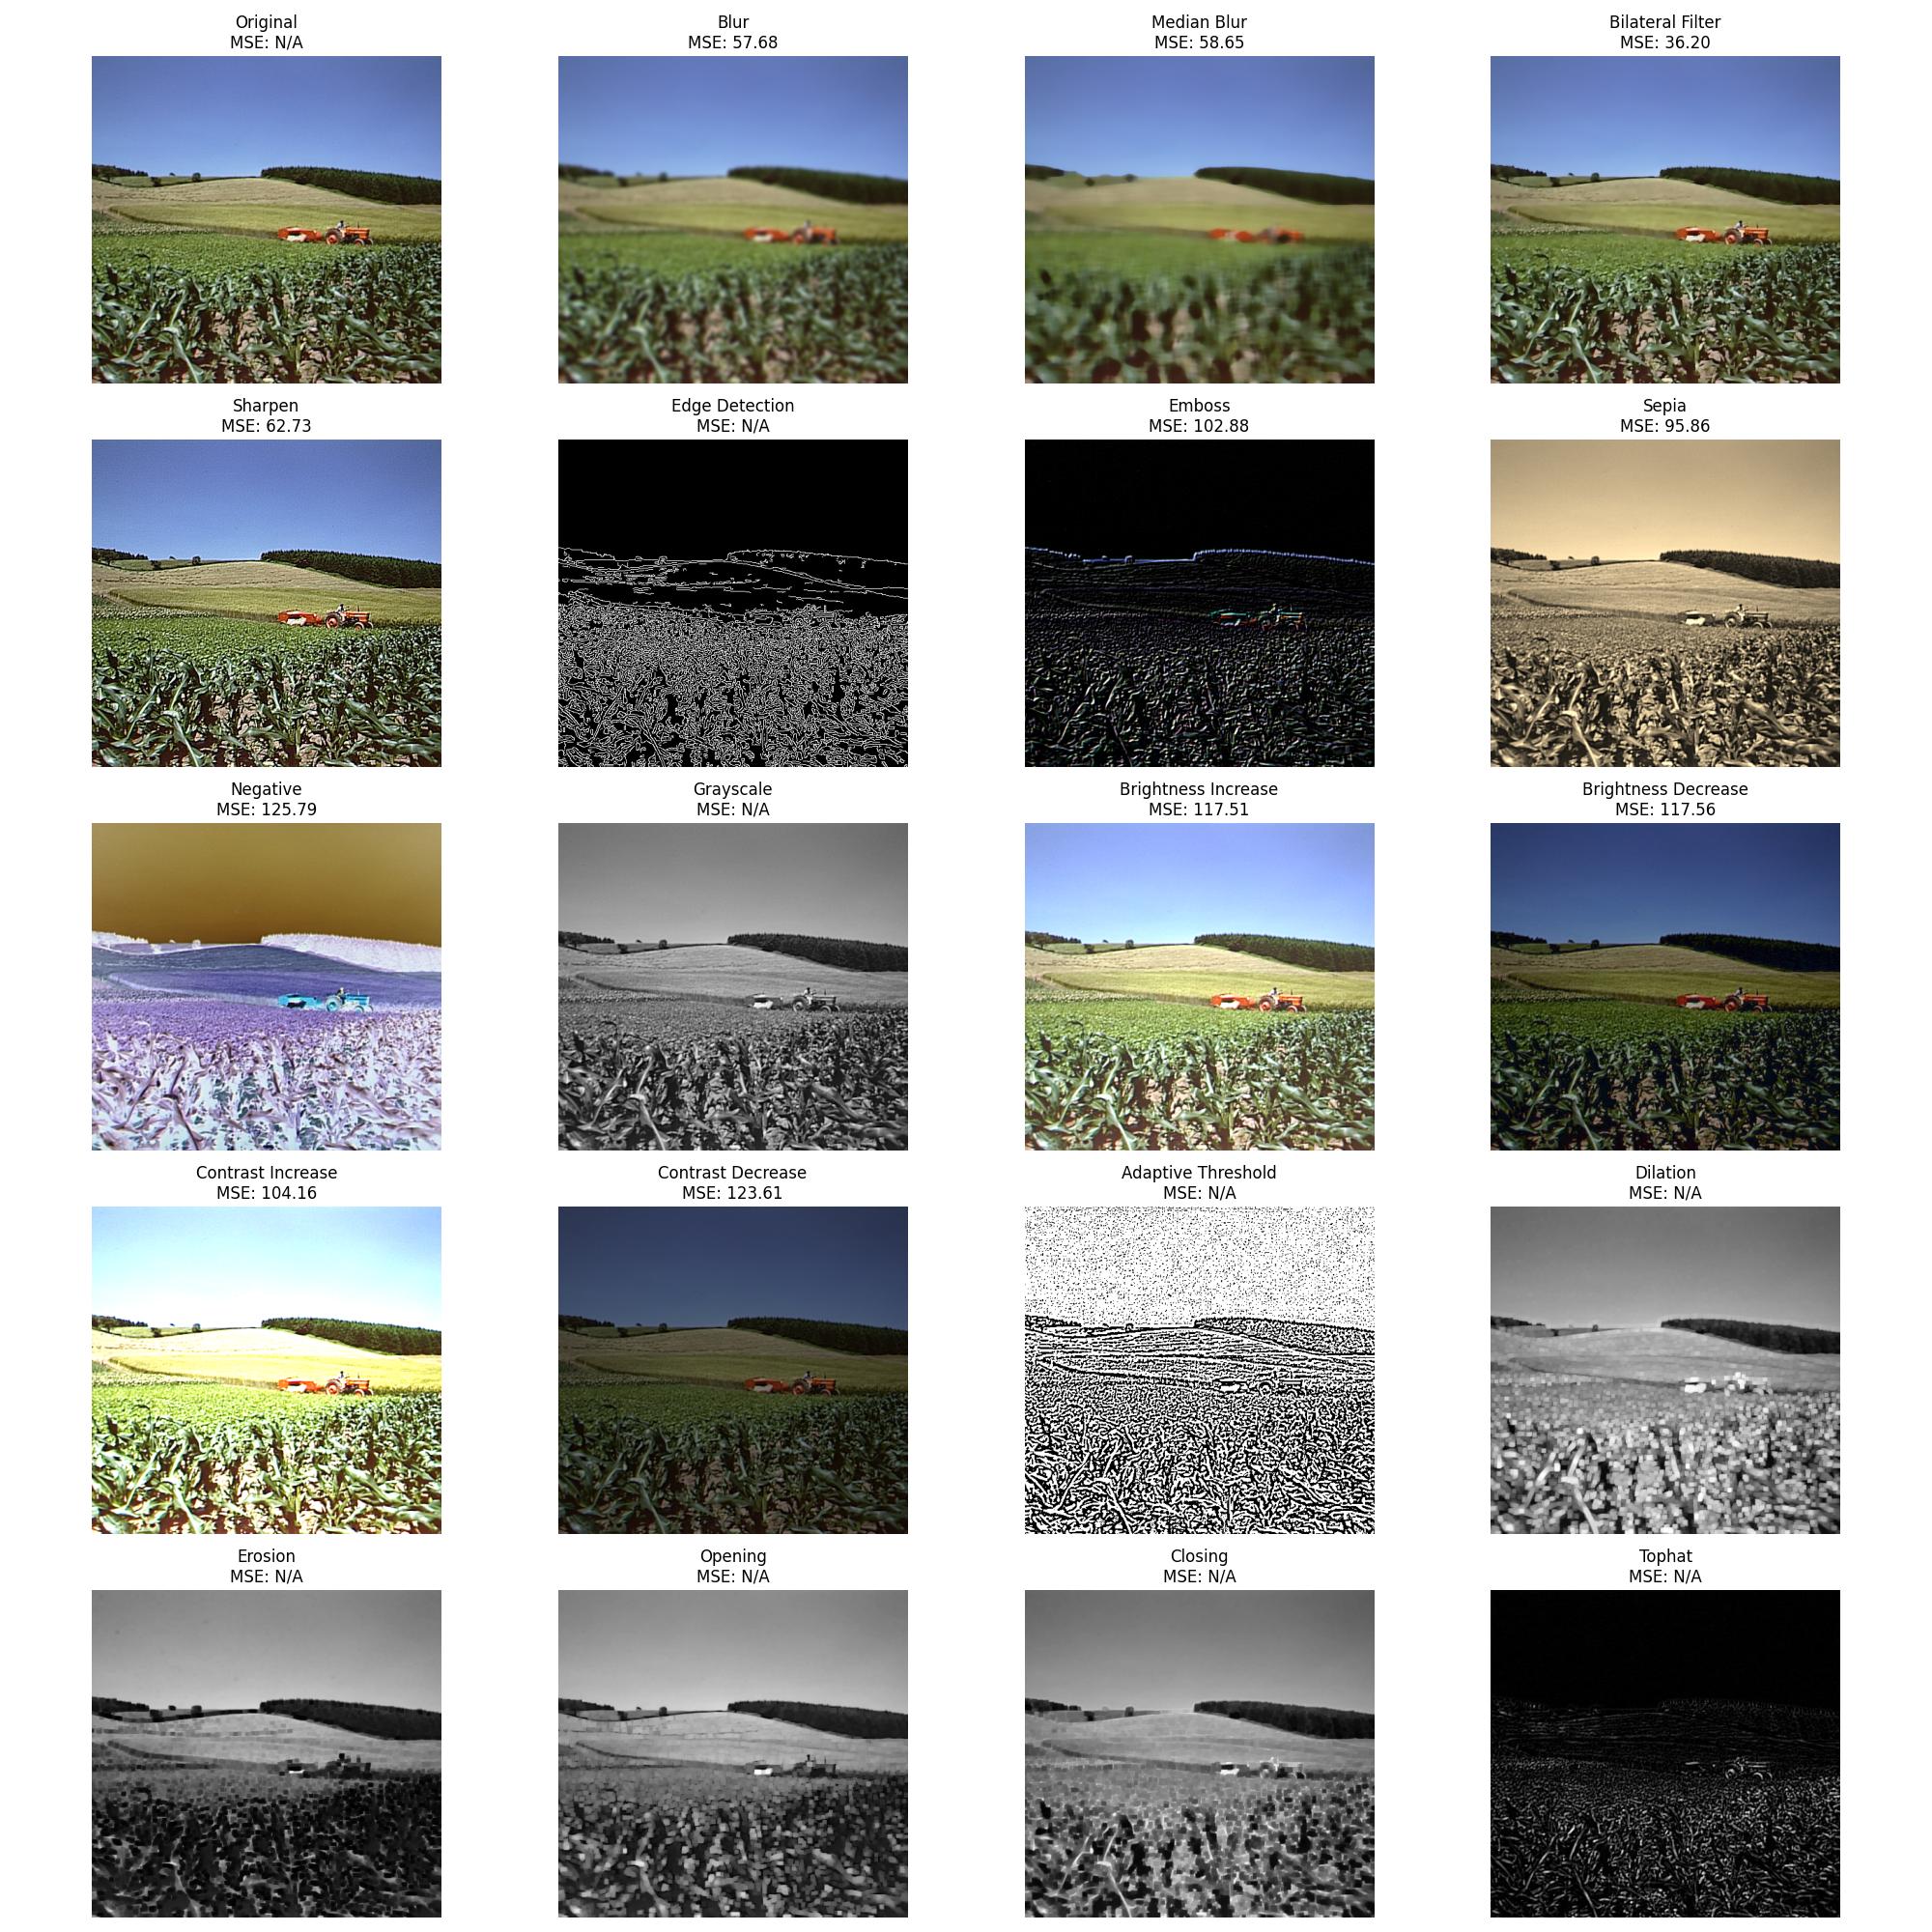 Original
MSE: N/A
Blur
MSE: 57.68
Median Blur
MSE: 58.65
Bilateral Filter
MSE: 36.20
Sharpen
MSE: 62.73
Edge Detection
MSE: N/A
Emboss
MSE: 102.88
Sepia
MSE: 95.86
Negative
MSE: 125.79
Grayscale
MSE: N/A
Brightness Increase
MSE: 117.51
Brightness Decrease
MSE: 117.56
Contrast Increase
MSE: 104.16
Contrast Decrease
MSE: 123.61
Adaptive Threshold
MSE: N/A
Dilation
MSE: N/A
Erosion
MSE: N/A
Opening
MSE: N/A
Closing
MSE: N/A
Tophat
MSE: N/A